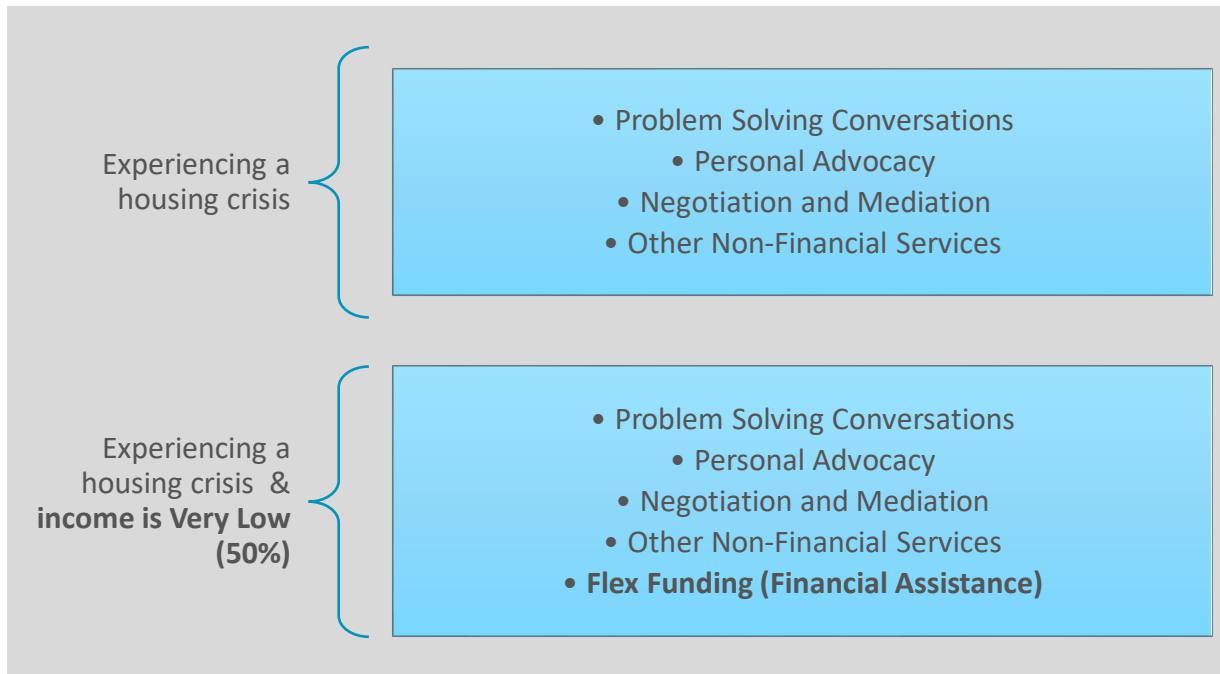 Experiencing a
housing crisis
• Problem Solving Conversations
• Personal Advocacy
• Negotiation and Mediation
• Other Non-Financial Services
Experiencing a
housing crisis &
income is Very Low
(50%)
• Problem Solving Conversations
• Personal Advocacy
• Negotiation and Mediation
• Other Non-Financial Services
• Flex Funding (Financial Assistance)